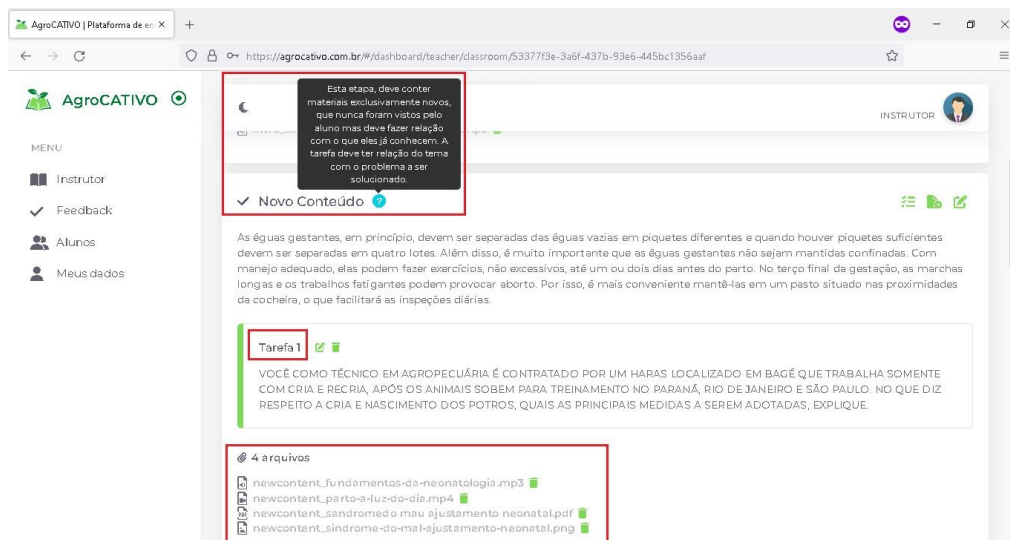 AgroCATIVO | Plataforma de en
https://agrocativo.com.br/#/dashboard/teacher/classroom/53377f3e-3a6f-437b-93e6-445bc1356aaf
AgroCATIVO
MENU
Instrutor
Feedback
Alunos
Meus dados
INSTRUTOR
Esta etapa, deve conter
materiais exclusivamente novos,
que nunca foram vistos pelo
aluno mas deve fazer relação
com o que eles já conhecem. A
tarefa deve ter relação do tema
com o problema a ser
solucionado.
Novo Conteúdo ?
As éguas gestantes, em princípio, devem ser separadas das éguas vazias em piquetes diferentes e quando houver piquetes suficientes
devem ser separadas em quatro lotes. Além disso, é muito importante que as éguas gestantes não sejam mantidas confinadas. Com
manejo adequado, elas podem fazer exercícios, não excessivos, até um ou dois dias antes do parto. No terço final da gestação, as marchas
longas e os trabalhos fatigantes podem provocar aborto. Por isso, é mais conveniente mantê-las em um pasto situado nas proximidades
da cocheira, o que facilitará as inspeções diárias.
Tarefa 1
VOCÊ COMO TÉCNICO EM AGROPECUÁRIA É CONTRATADO POR UM HARAS LOCALIZADO EM BAGÉ QUE TRABALHA SOMENTE
COM CRIA E RECRIA, APÓS OS ANIMAIS SOBEM PARA TREINAMENTO NO PARANÁ, RIO DE JANEIRO E SÃO PAULO. NO QUE DIZ
RESPEITO A CRIA E NASCIMENTO DOS POTROS, QUAIS AS PRINCIPAIS MEDIDAS A SEREM ADOTADAS, EXPLIQUE.
4 arquivos
newcontent_fundamentos-da-neonatologia.mp3
newcontent_parto-a-luz-do-dia.mp4
newcontent_sandromedo mau ajustamento neonatal.pdf
newcontent_sindrome-do-mal-ajustamento-neonatal.png